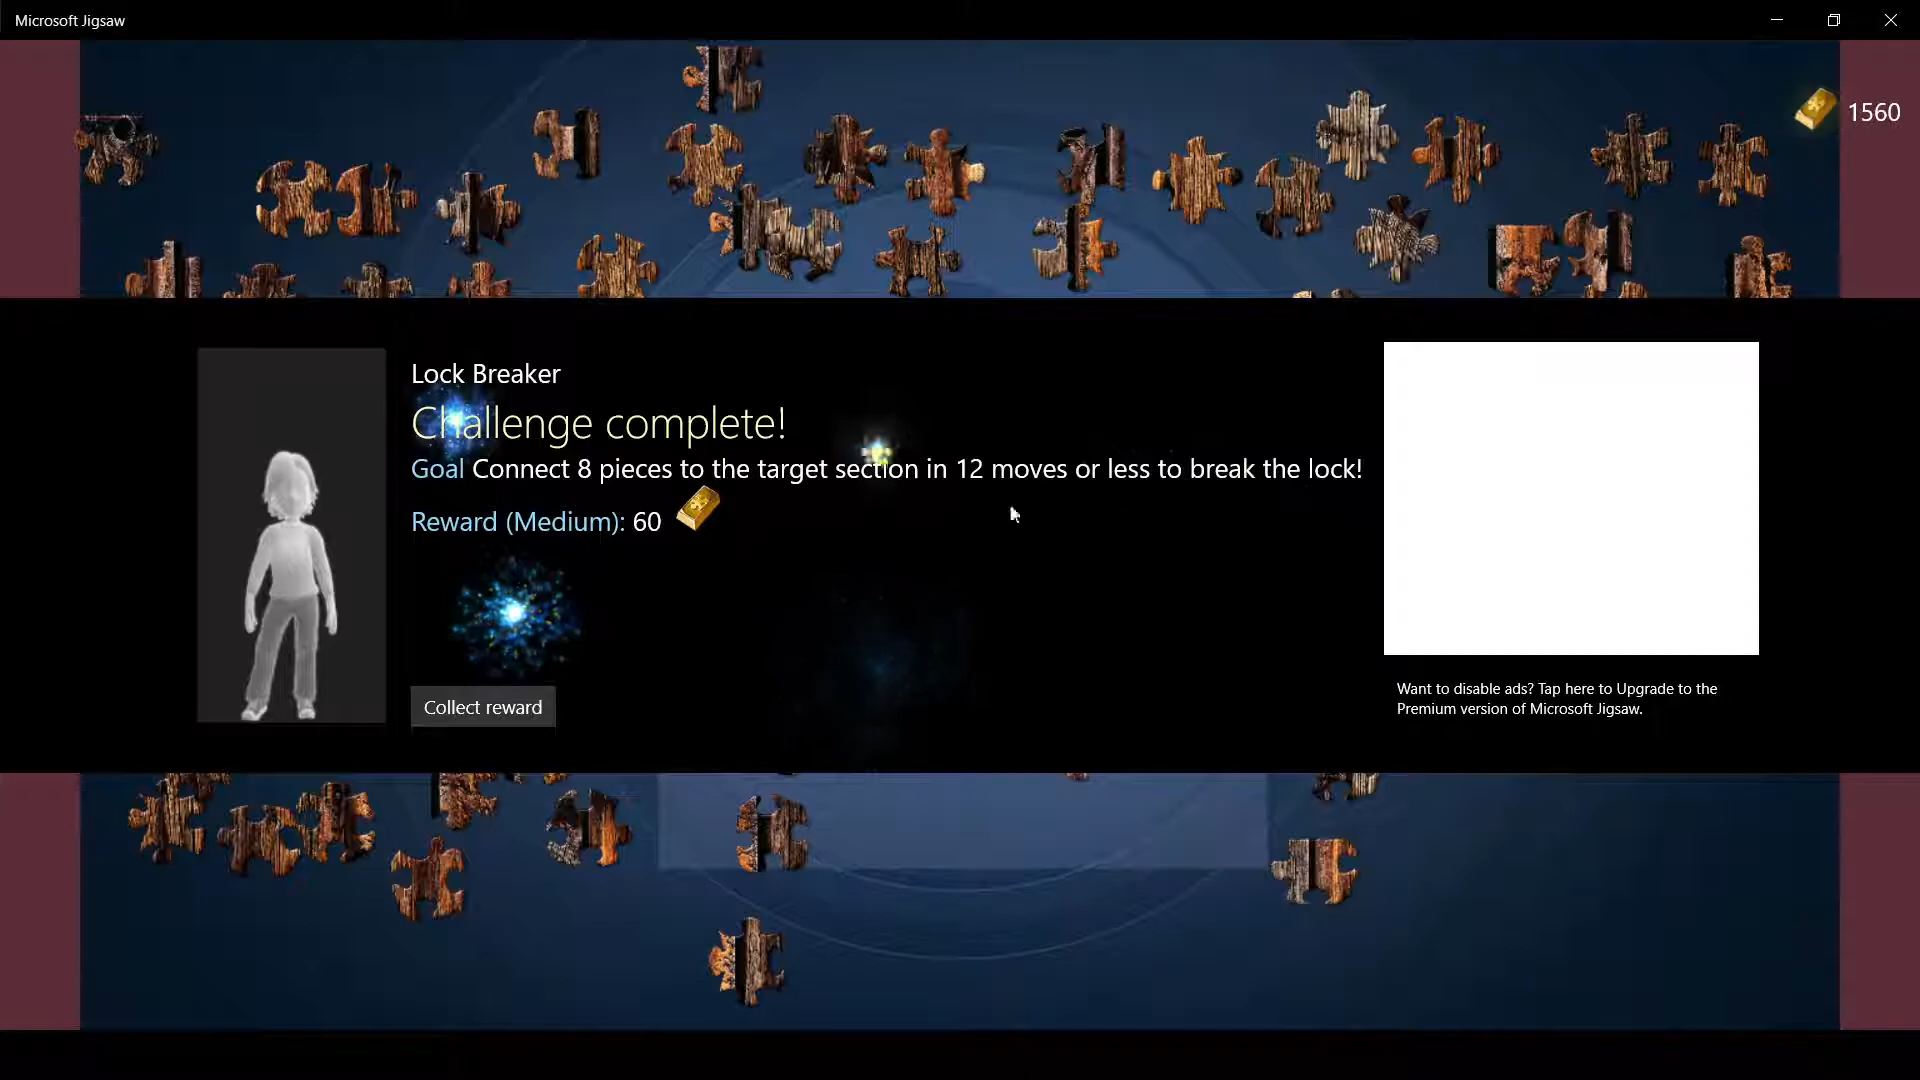 Microsoft Jigsaw
1560
Lock Breaker
Challenge complete!
Goal Connect 8 pieces to the target section in 12 moves or less to break the lock!
Reward (Medium): 60
Collect reward
Want to disable ads? Tap here to Upgrade to the
Premium version of Microsoft Jigsaw.